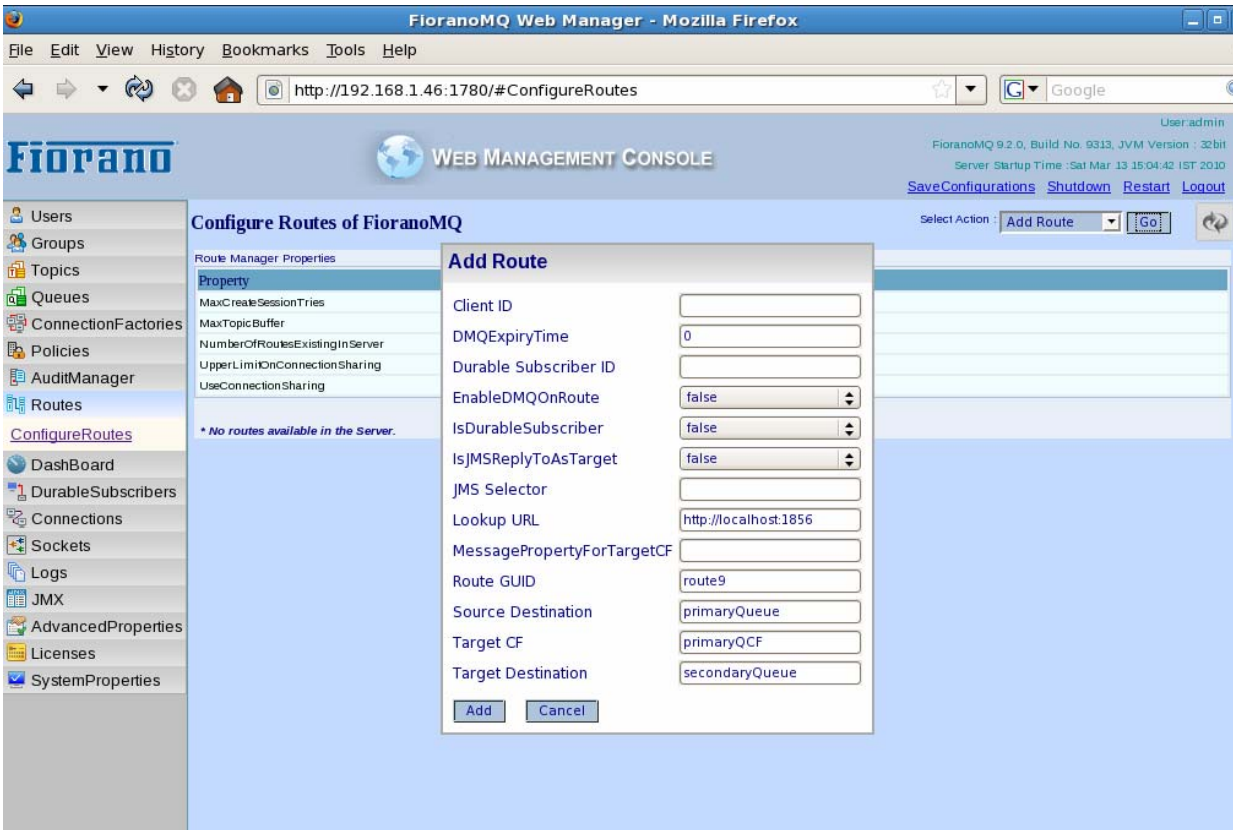 FioranoMQ Web Manager - Mozilla Firefox
File Edit View History Bookmarks Tools Help
http://192.168.1.46:1780/#ConfigureRoutes
G Google
Fiorano
WEB MANAGEMENT CONSOLE
User:admin
FioranoMQ 9.2.0, Build No. 9313, JVM Version : 32bit
Server Startup Time :Sat Mar 13 15:04:42 IST 2010
SaveConfigurations Shutdown Restart Logout
Users
Groups
Topics
Queues
ConnectionFactories
Policies
AuditManager
Routes
ConfigureRoutes
DashBoard
DurableSubscribers
Connections
Sockets
Logs
JMX
AdvancedProperties
Licenses
SystemProperties
Configure Routes of FioranoMQ
Select Action : Add Route Go
Route Manager Properties
Property
MaxCreateSessionTries
MaxTopicBuffer
NumberOfRoutesExistingInServer
UpperLimitOnConnectionSharing
UseConnectionSharing
* No routes available in the Server.
Add Route
Client ID
DMQExpiryTime 0
Durable Subscriber ID
EnableDMQOnRoute false
IsDurableSubscriber false
IsJMSReplyToAsTarget false
JMS Selector
Lookup URL http://localhost:1856
MessagePropertyForTargetCF
Route GUID route9
Source Destination primaryQueue
Target CF primaryQCF
Target Destination secondaryQueue
Add Cancel